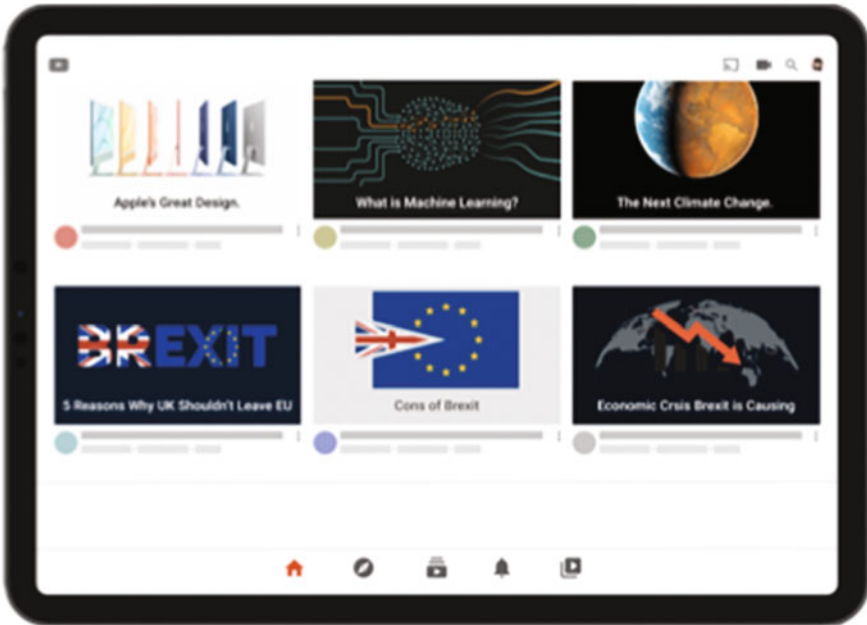 Apple's Great Design.
What is Machine Learning?
The Next Climate Change.
BREXIT
5 Reasons Why UK Shouldn't Leave EU
Cons of Brexit
Economic Crsis Brexit is Causing